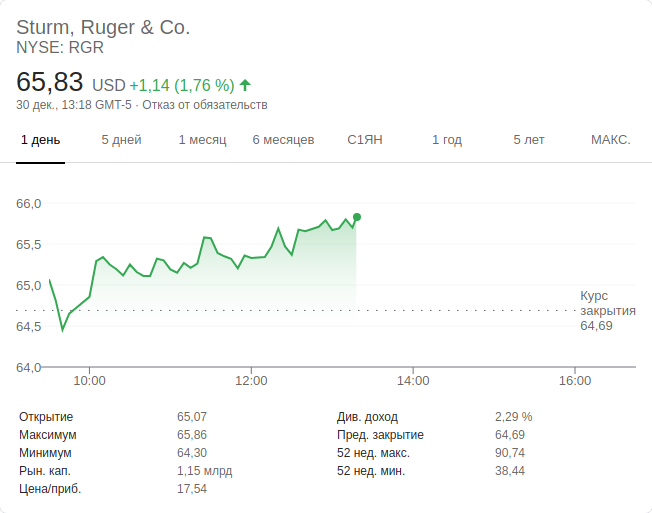 Sturm, Ruger & Co.
NYSE: RGR
65,83 USD +1,14 (1,76 %)
30 дек., 13:18 GMT-5 · Отказ от обязательств
1 день 5 дней 1 месяц 6 месяцев С1ЯН 1 год 5 лет МАКС.
66,0
65,5
65,0
64,5
64,0
Курс
закрытия
64,69
10:00 12:00 14:00 16:00
Открытие 65,07
Максимум 65,86
Минимум 64,30
Рын. кап. 1,15 млрд
Цена/приб. 17,54
Див. доход 2,29 %
Пред. закрытие 64,69
52 нед. макс. 90,74
52 нед. мин. 38,44